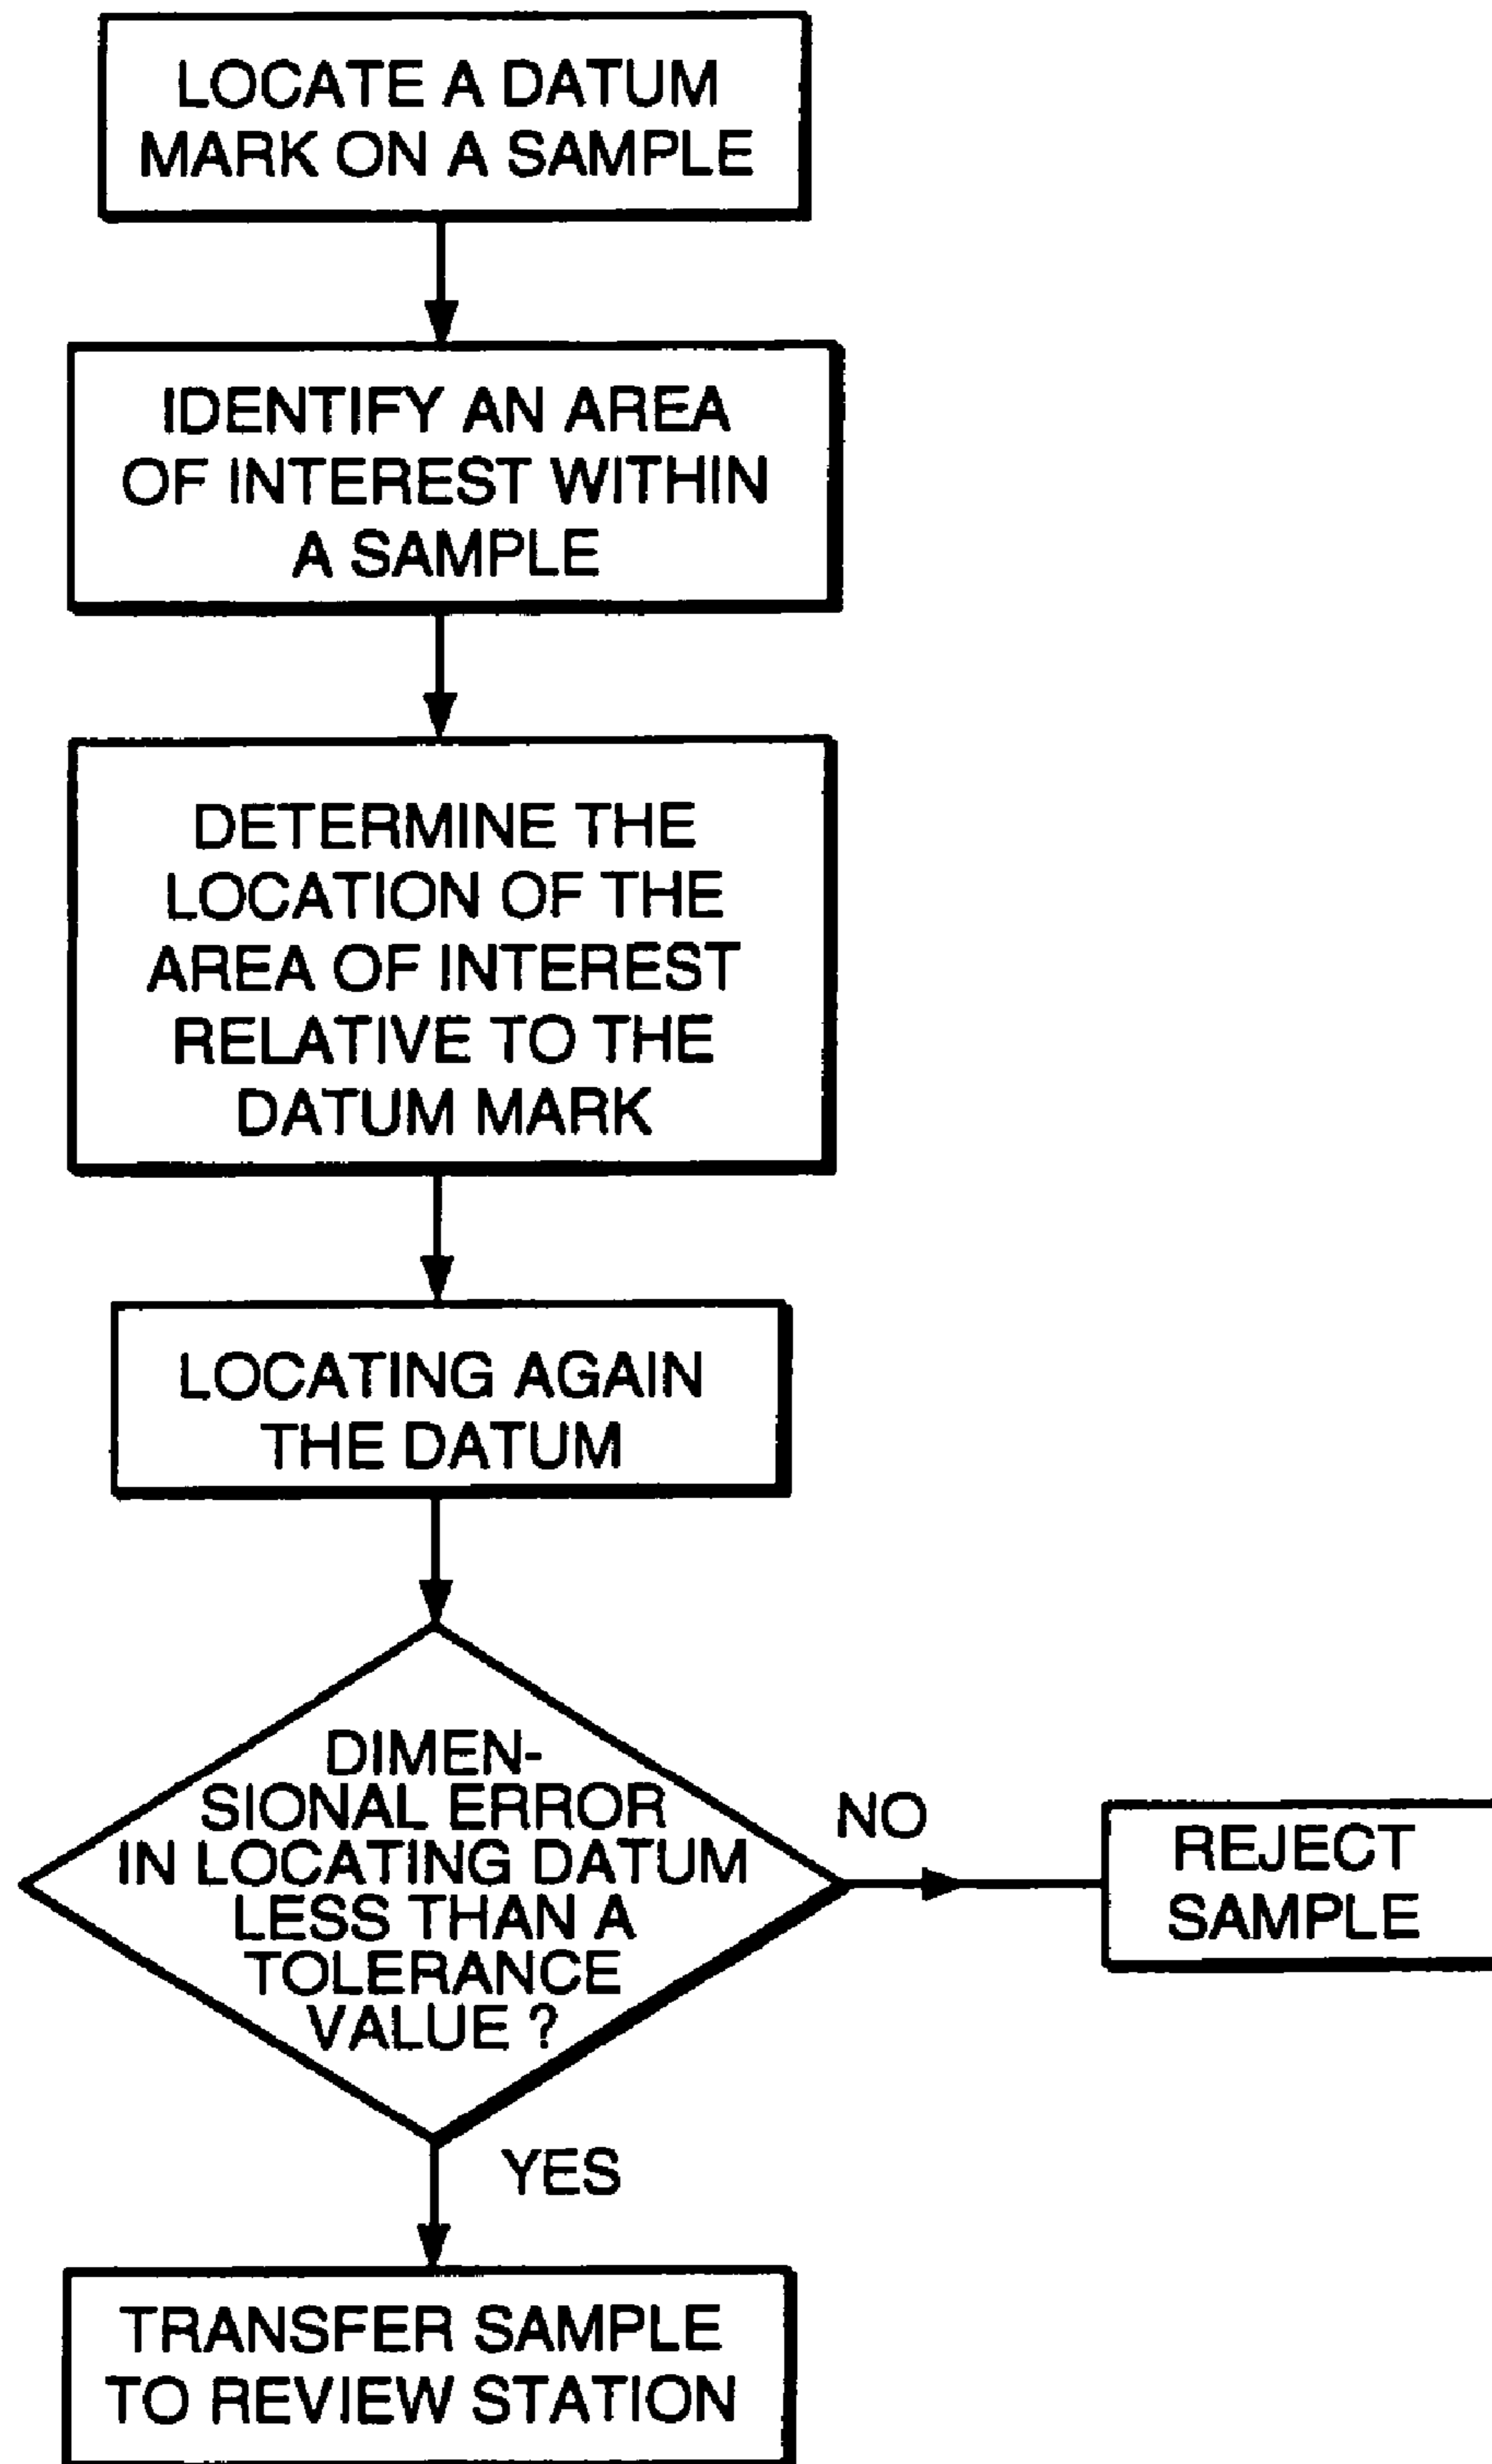 LOCATE A DATUM
MARK ON A SAMPLE
IDENTIFY AN AREA
OF INTEREST WITHIN
A SAMPLE
DETERMINE THE
LOCATION OF THE
AREA OF INTEREST
RELATIVE TO THE
DATUM MARK
LOCATING AGAIN
THE DATUM
DIMEN-
SIONAL ERROR
IN LOCATING DATUM
LESS THAN A
TOLERANCE
VALUE ?
NO
REJECT
SAMPLE
YES
TRANSFER SAMPLE
TO REVIEW STATION